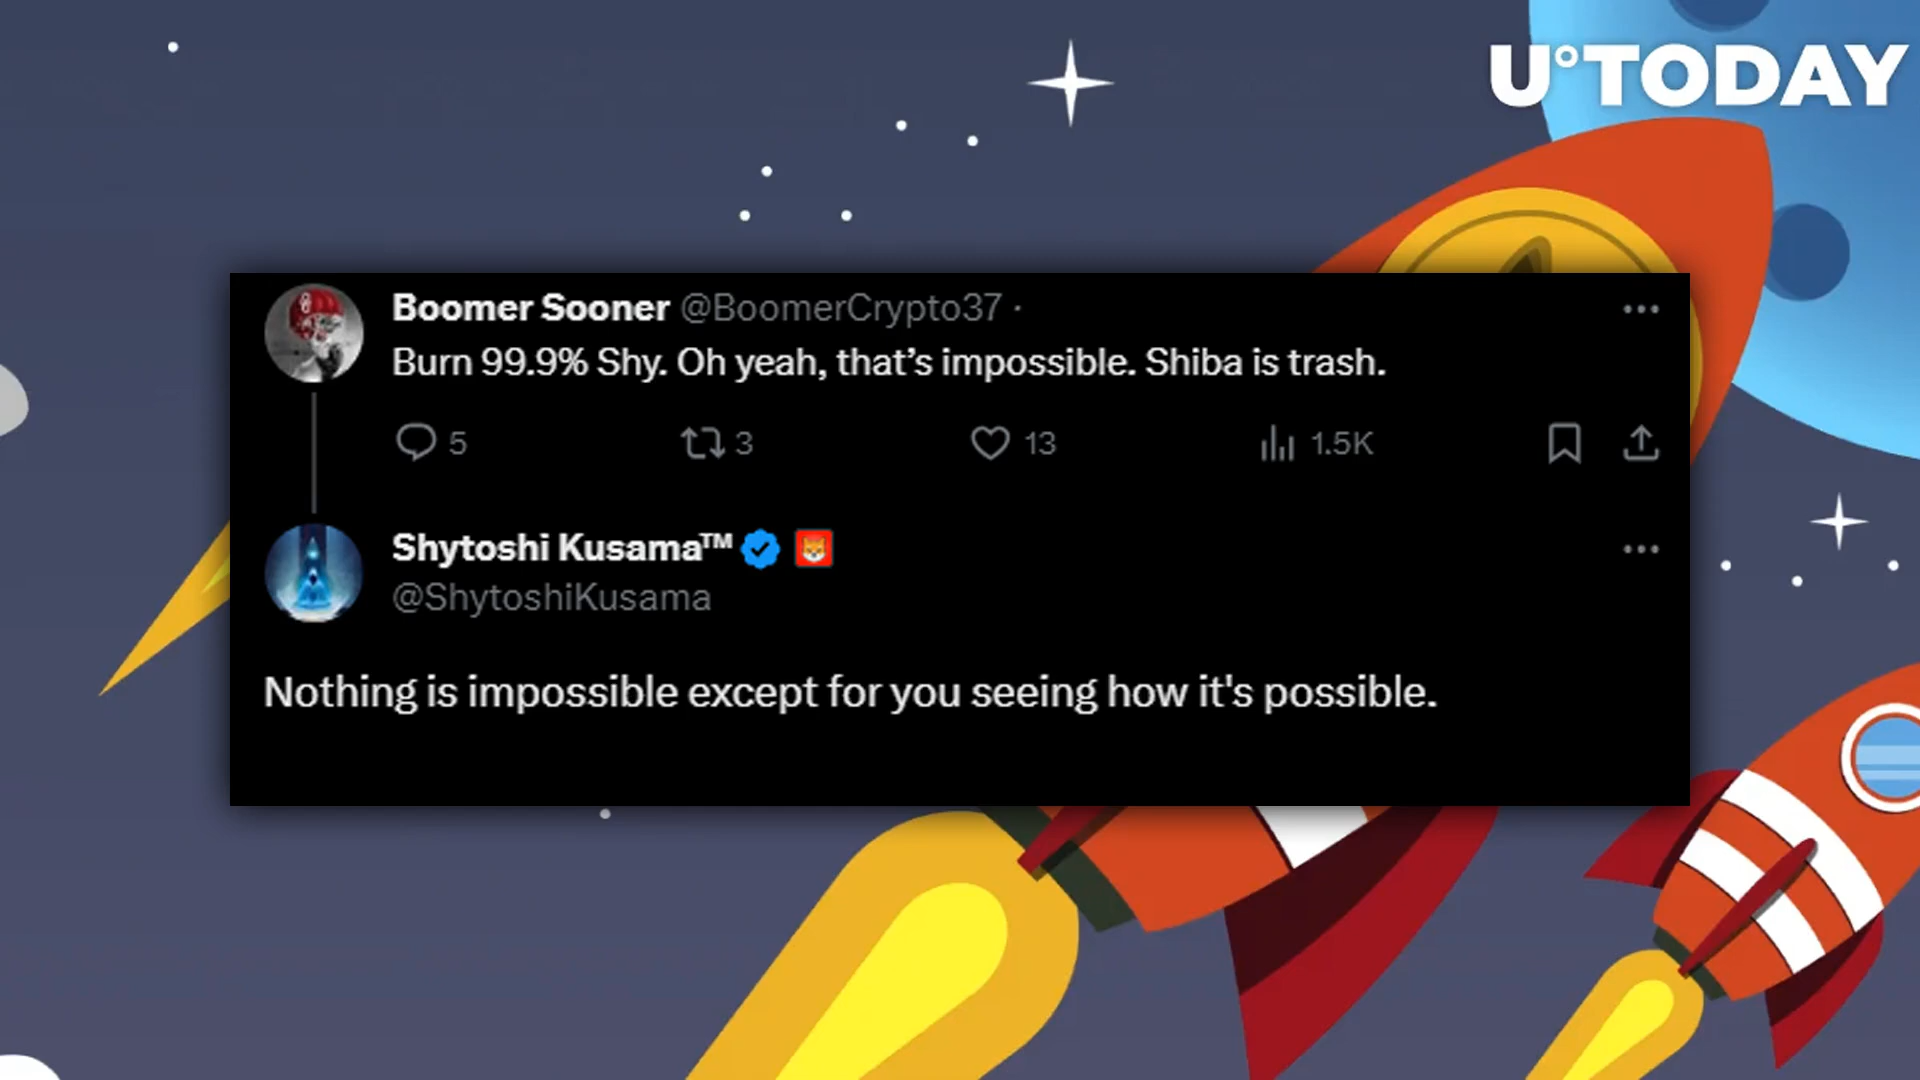 U°TODAY
Boomer Sooner @BoomerCrypto37 ·
Burn 99.9% Shy. Oh yeah, that’s impossible. Shiba is trash.
5 3 13 1.5K
Shytoshi Kusama™
@ShytoshiKusama
Nothing is impossible except for you seeing how it's possible.